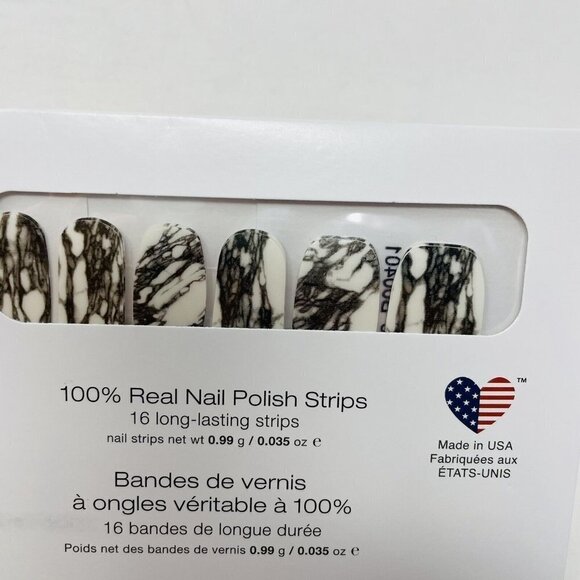 100% Real Nail Polish Strips
16 long-lasting strips
nail strips net wt 0.99 g / 0.035 oz ℮
Bandes de vernis
à ongles véritable à 100%
16 bandes de longue durée
Poids net des bandes de vernis 0.99 g / 0.035 oz ℮
™
Made in USA
Fabriquées aux
ÉTATS-UNIS